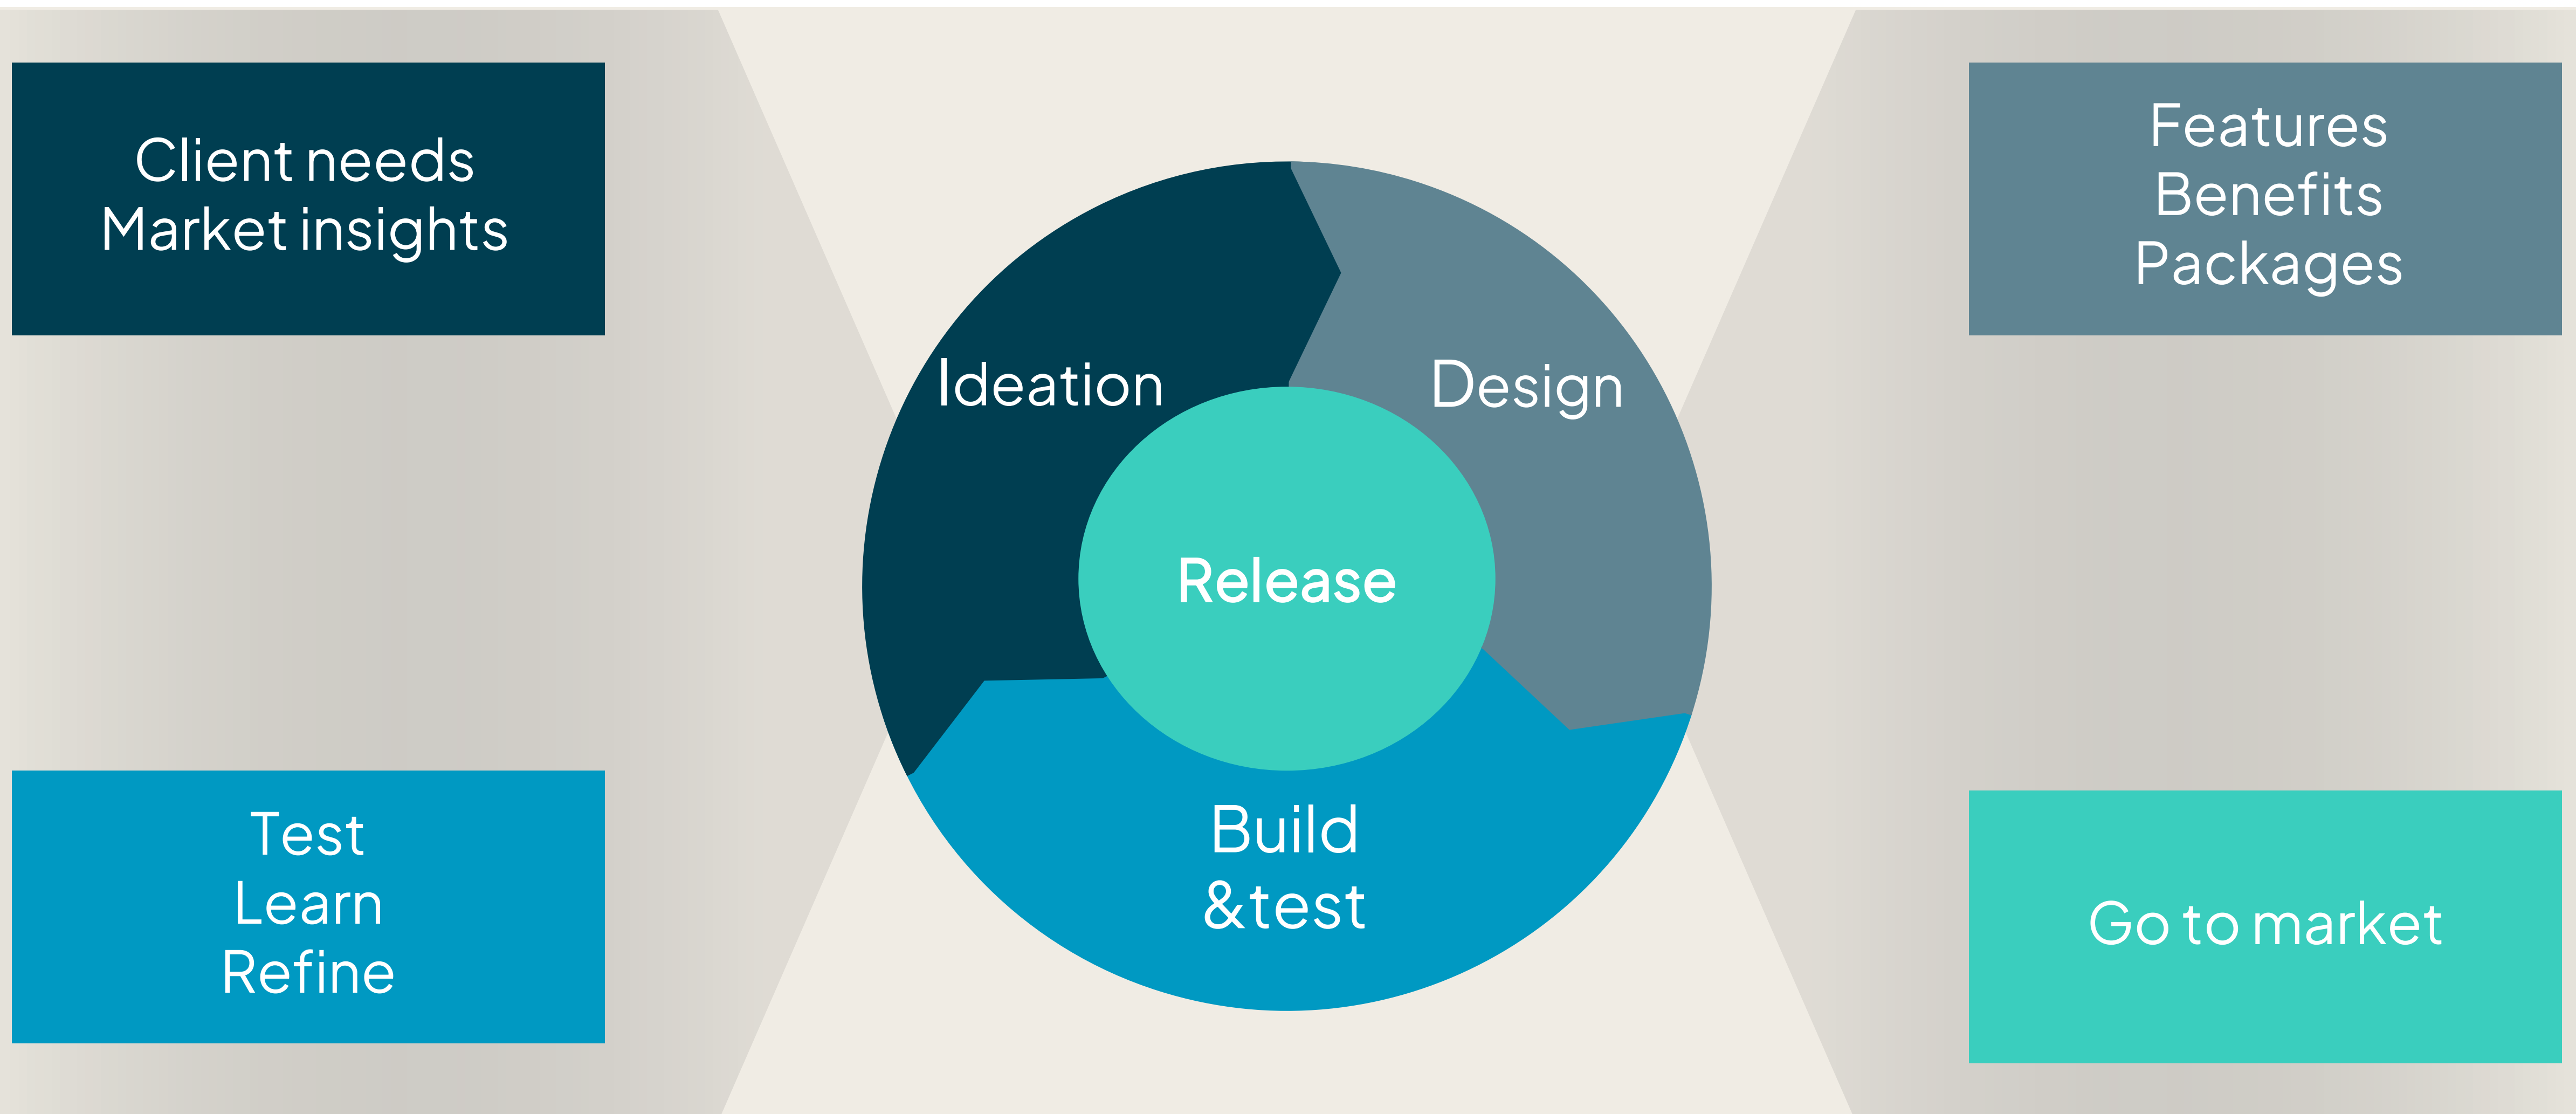 Client needs
Market insights
Features
Benefits
Packages
Ideation
Design
Release
Build
&test
Test
Learn
Refine
Go to market